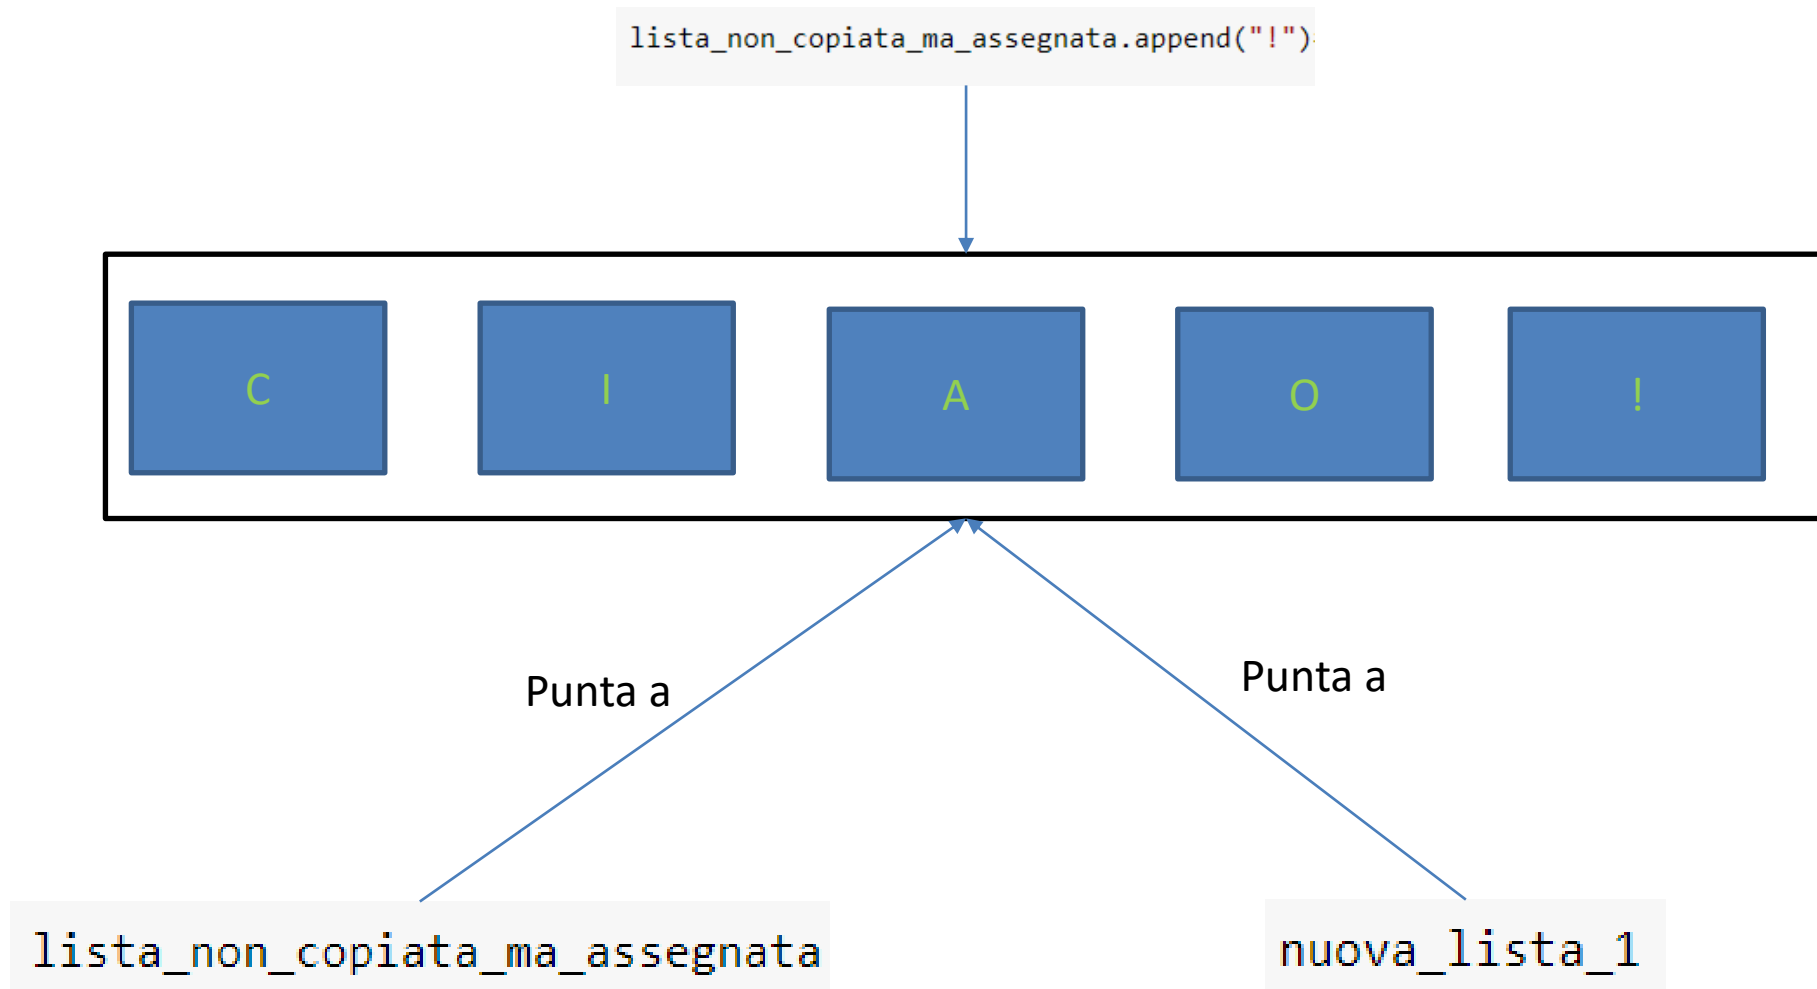 lista_non_copiata_ma_assegnata.append("!")
C I A O !
Punta a Punta a
lista_non_copiata_ma_assegnata nuova_lista_1